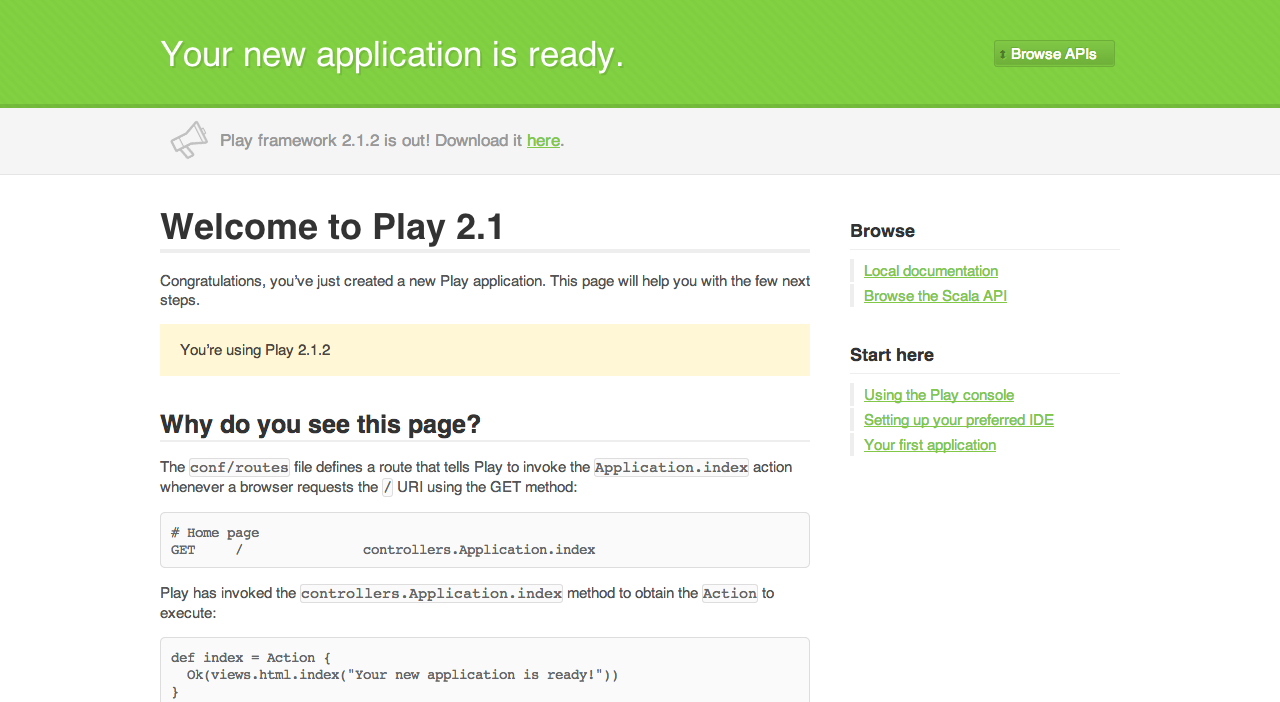 Your new application is ready.
Browse APIs
Play framework 2.1.2 is out! Download it here.
Welcome to Play 2.1
Congratulations, you’ve just created a new Play application. This page will help you with the few next
steps.
You’re using Play 2.1.2
Why do you see this page?
The conf/routes file defines a route that tells Play to invoke the Application.index action
whenever a browser requests the / URI using the GET method:
# Home page
GET     /               controllers.Application.index
Play has invoked the controllers.Application.index method to obtain the Action to
execute:
def index = Action {
  Ok(views.html.index("Your new application is ready!"))
}
Browse
Local documentation
Browse the Scala API
Start here
Using the Play console
Setting up your preferred IDE
Your first application